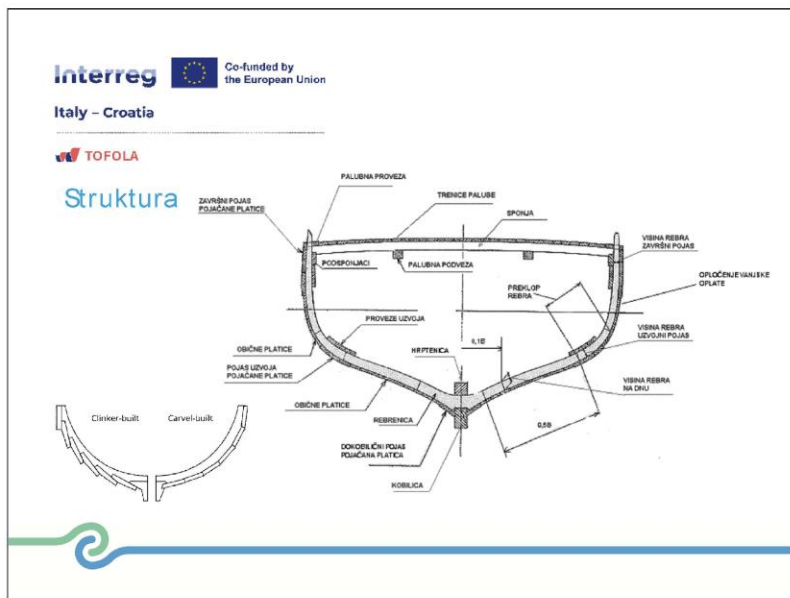 Interreg
Co-funded by
the European Union
Italy – Croatia
TOFOLA
Struktura
PALUBNA PROVEZA
ZAVRŠNI POJAS
POJAČANE PLATICE
TRENICE PALUBE
SPONJA
VISINA REBRA
ZAVRŠNI POJAS
PODSPONJACI
PALUBNA PODVEZA
PREKLOP
REBRA
OPLOČENJE VANJSKE
OPLATE
PROVEZE UZVOJA
0,1B
OBIČNE PLATICE
HRPTENICA
VISINA REBRA
UZVOJNI POJAS
POJAS UZVOJA
POJAČANE PLATICE
VISINA REBRA
NA DNU
OBIČNE PLATICE
REBRENICA
0,5B
DOKOBILIČNI POJAS
POJAČANA PLATICA
KOBILICA
Clinker-built
Carvel-built